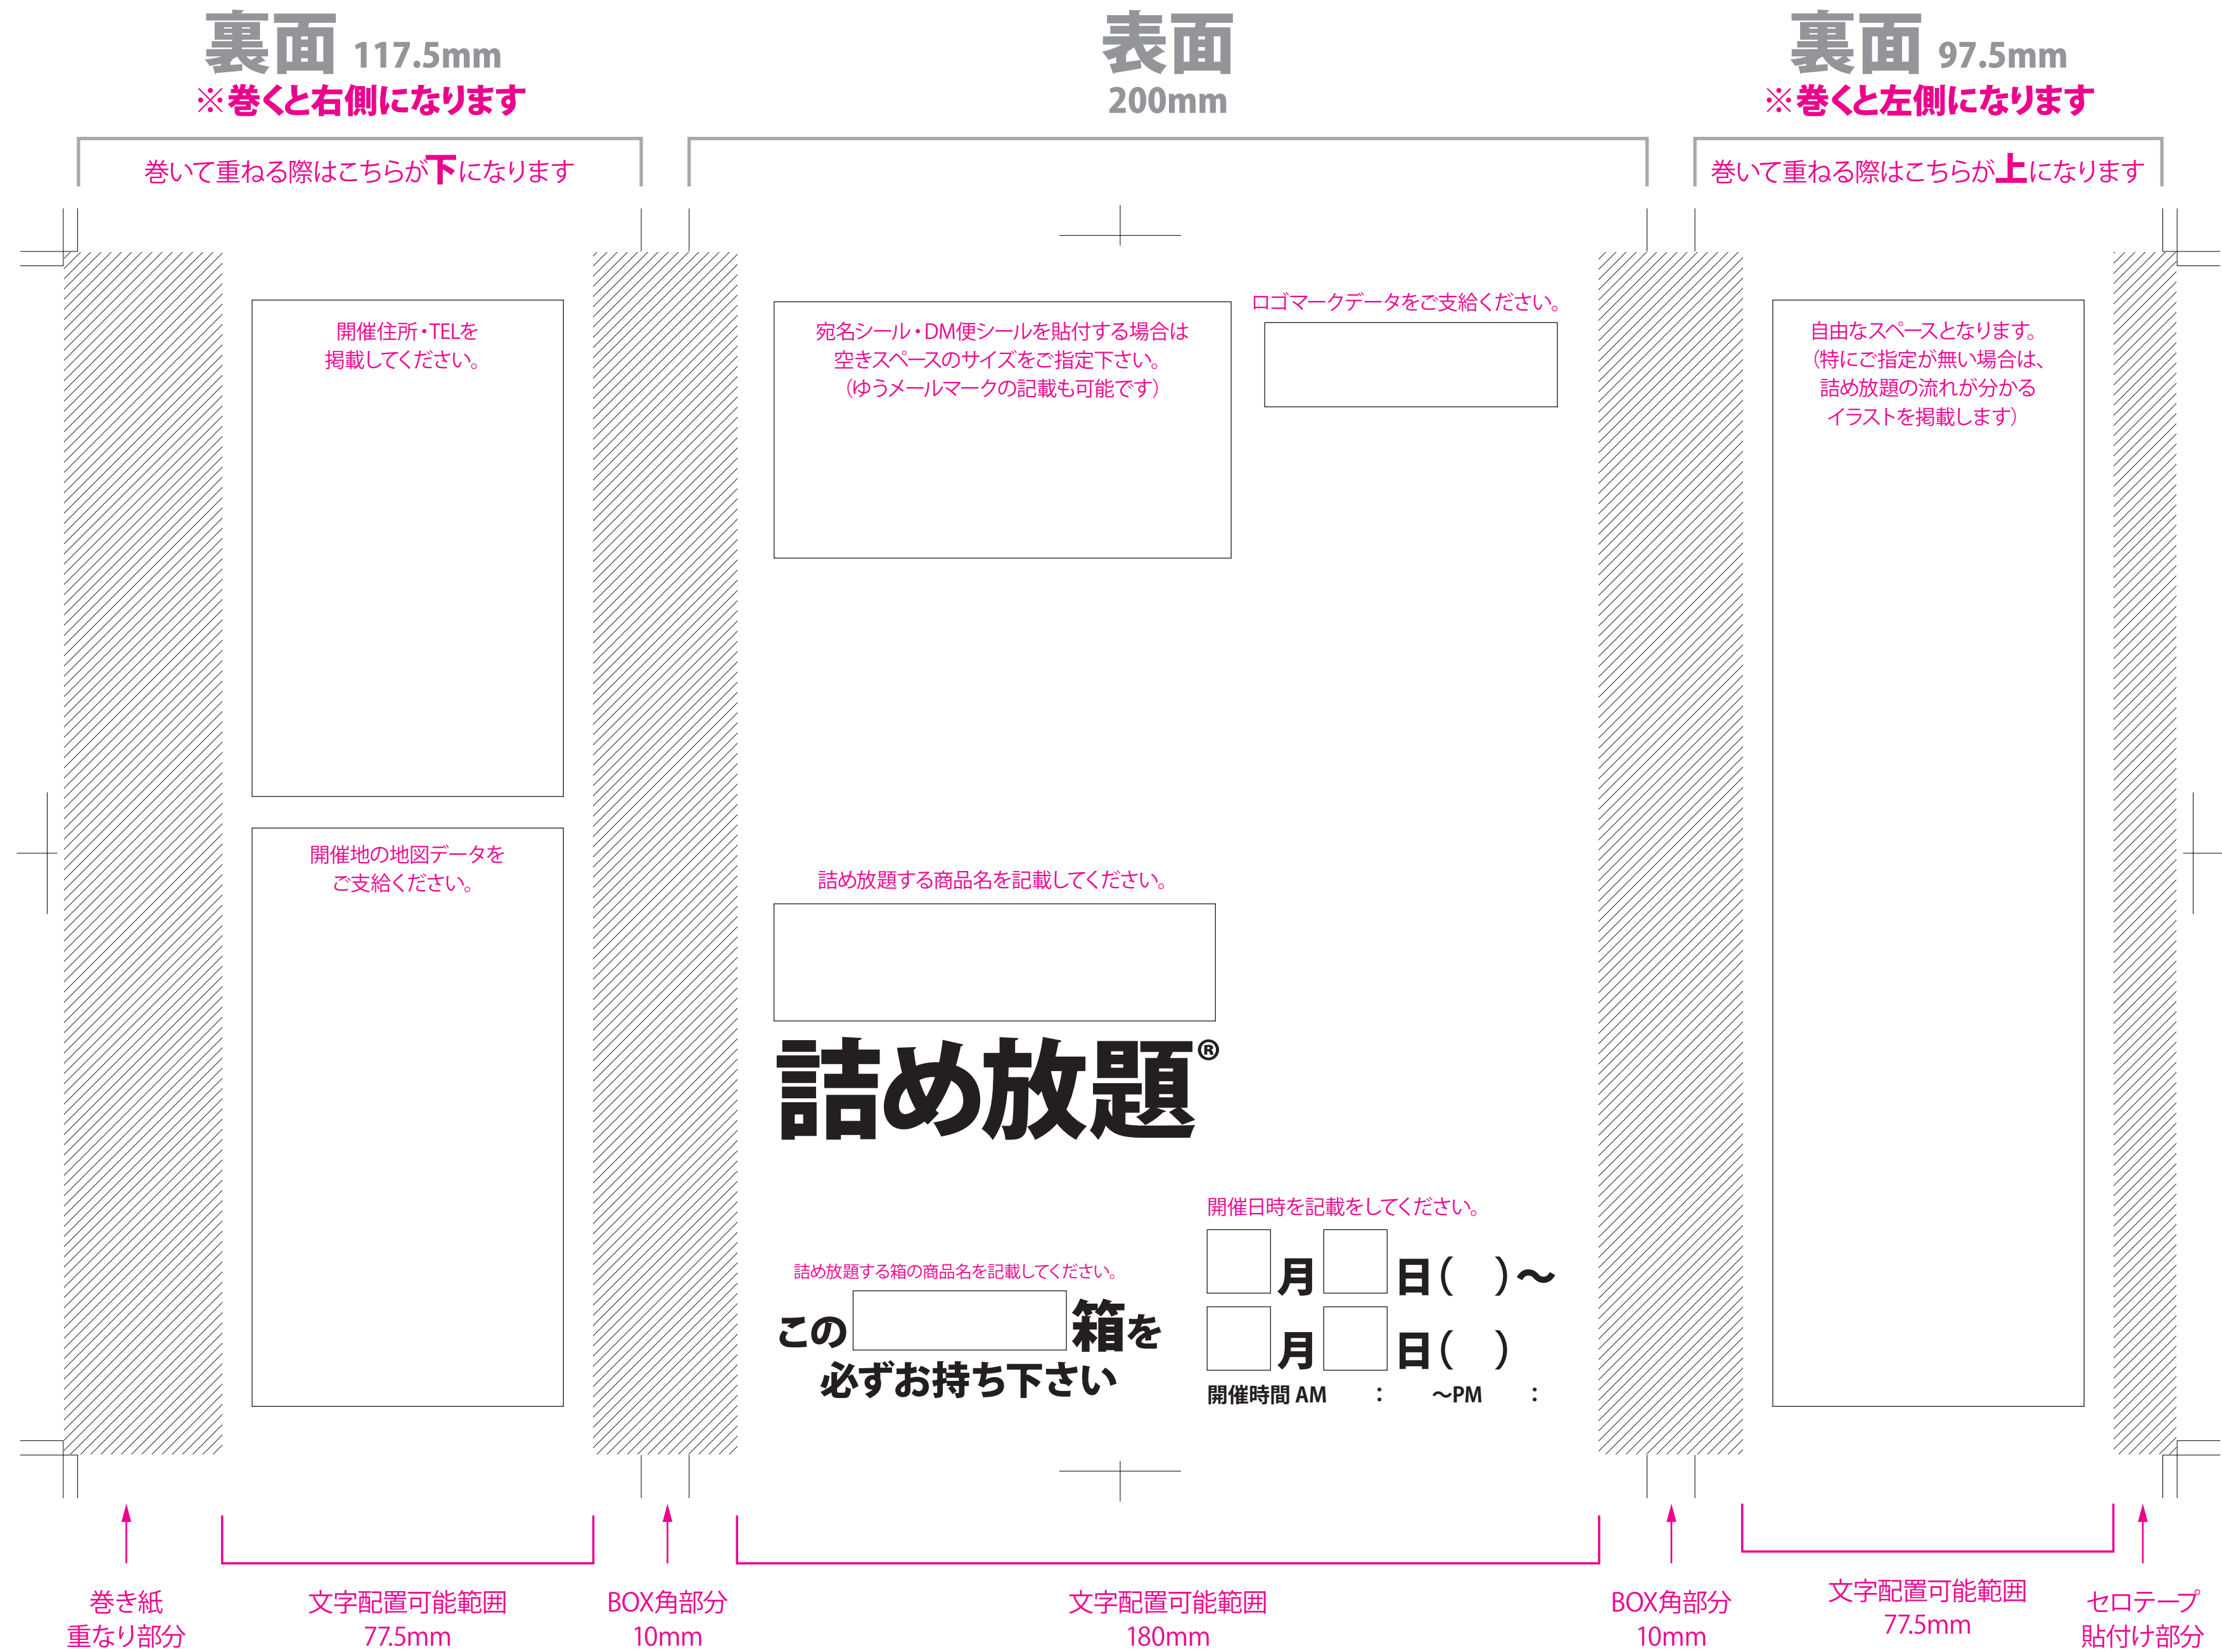 裏面 117.5mm
※巻くと右側になります
巻いて重ねる際はこちらが下になります
表面
200mm
裏面 97.5mm
※巻くと左側になります
巻いて重ねる際はこちらが上になります
開催住所・TELを
掲載してください。
開催地の地図データを
ご支給ください。
宛名シール・DM便シールを貼付する場合は
空きスペースのサイズをご指定下さい。
(ゆうメールマークの記載も可能です)
ロゴマークデータをご支給ください。
詰め放題する商品名を記載してください。
詰め放題®
詰め放題する箱の商品名を記載してください。
この 箱を
必ずお持ち下さい
開催日時を記載をしてください。
月 日( )〜
月 日( )
開催時間 AM : 〜PM :
自由なスペースとなります。
(特にご指定が無い場合は、
詰め放題の流れが分かる
イラストを掲載します)
巻き紙
重なり部分
文字配置可能範囲
77.5mm
BOX角部分
10mm
文字配置可能範囲
180mm
BOX角部分
10mm
文字配置可能範囲
77.5mm
セロテープ
貼付け部分